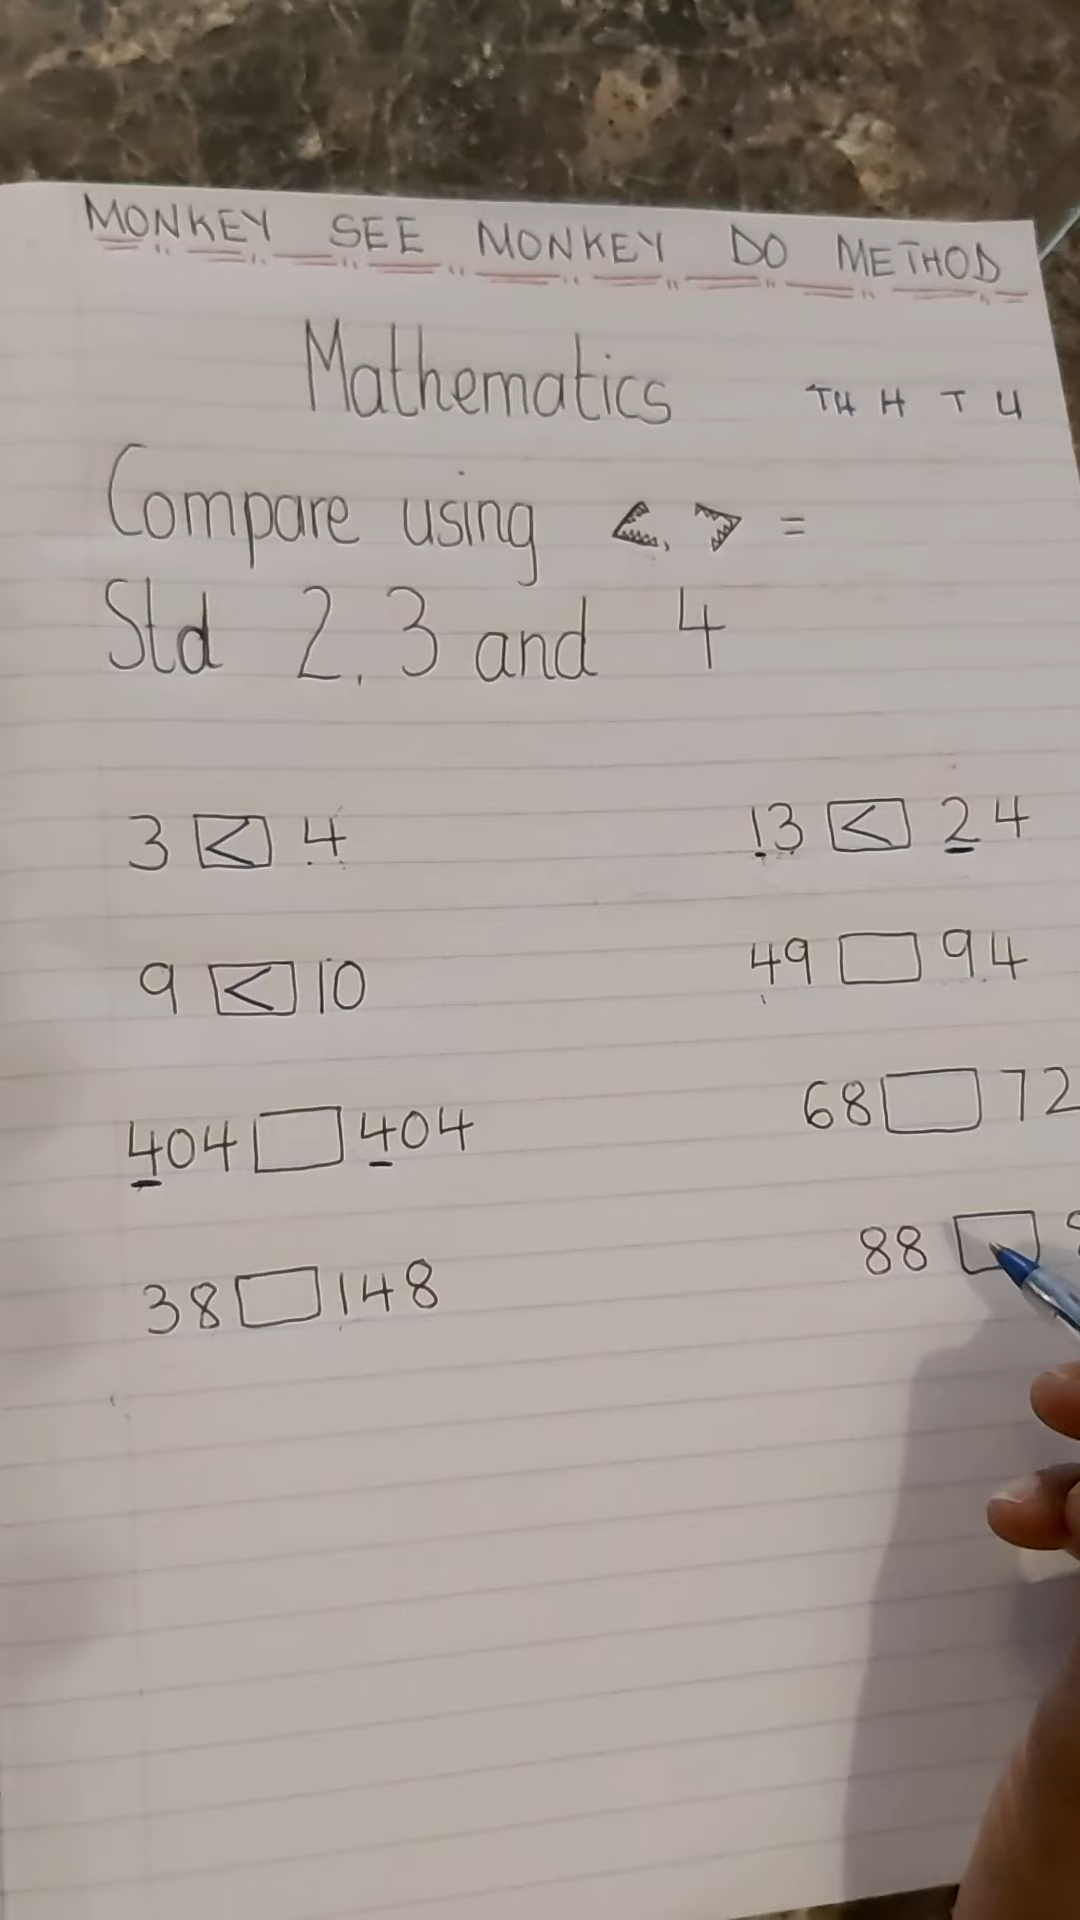 MONKEY SEE MONKEY DO METHOD
Mathematics
TH H T U
Compare using <, > =
Std 2, 3 and 4
3 < 4
13 < 24
9 < 10
49 94
404 404
68 72
38 148
88